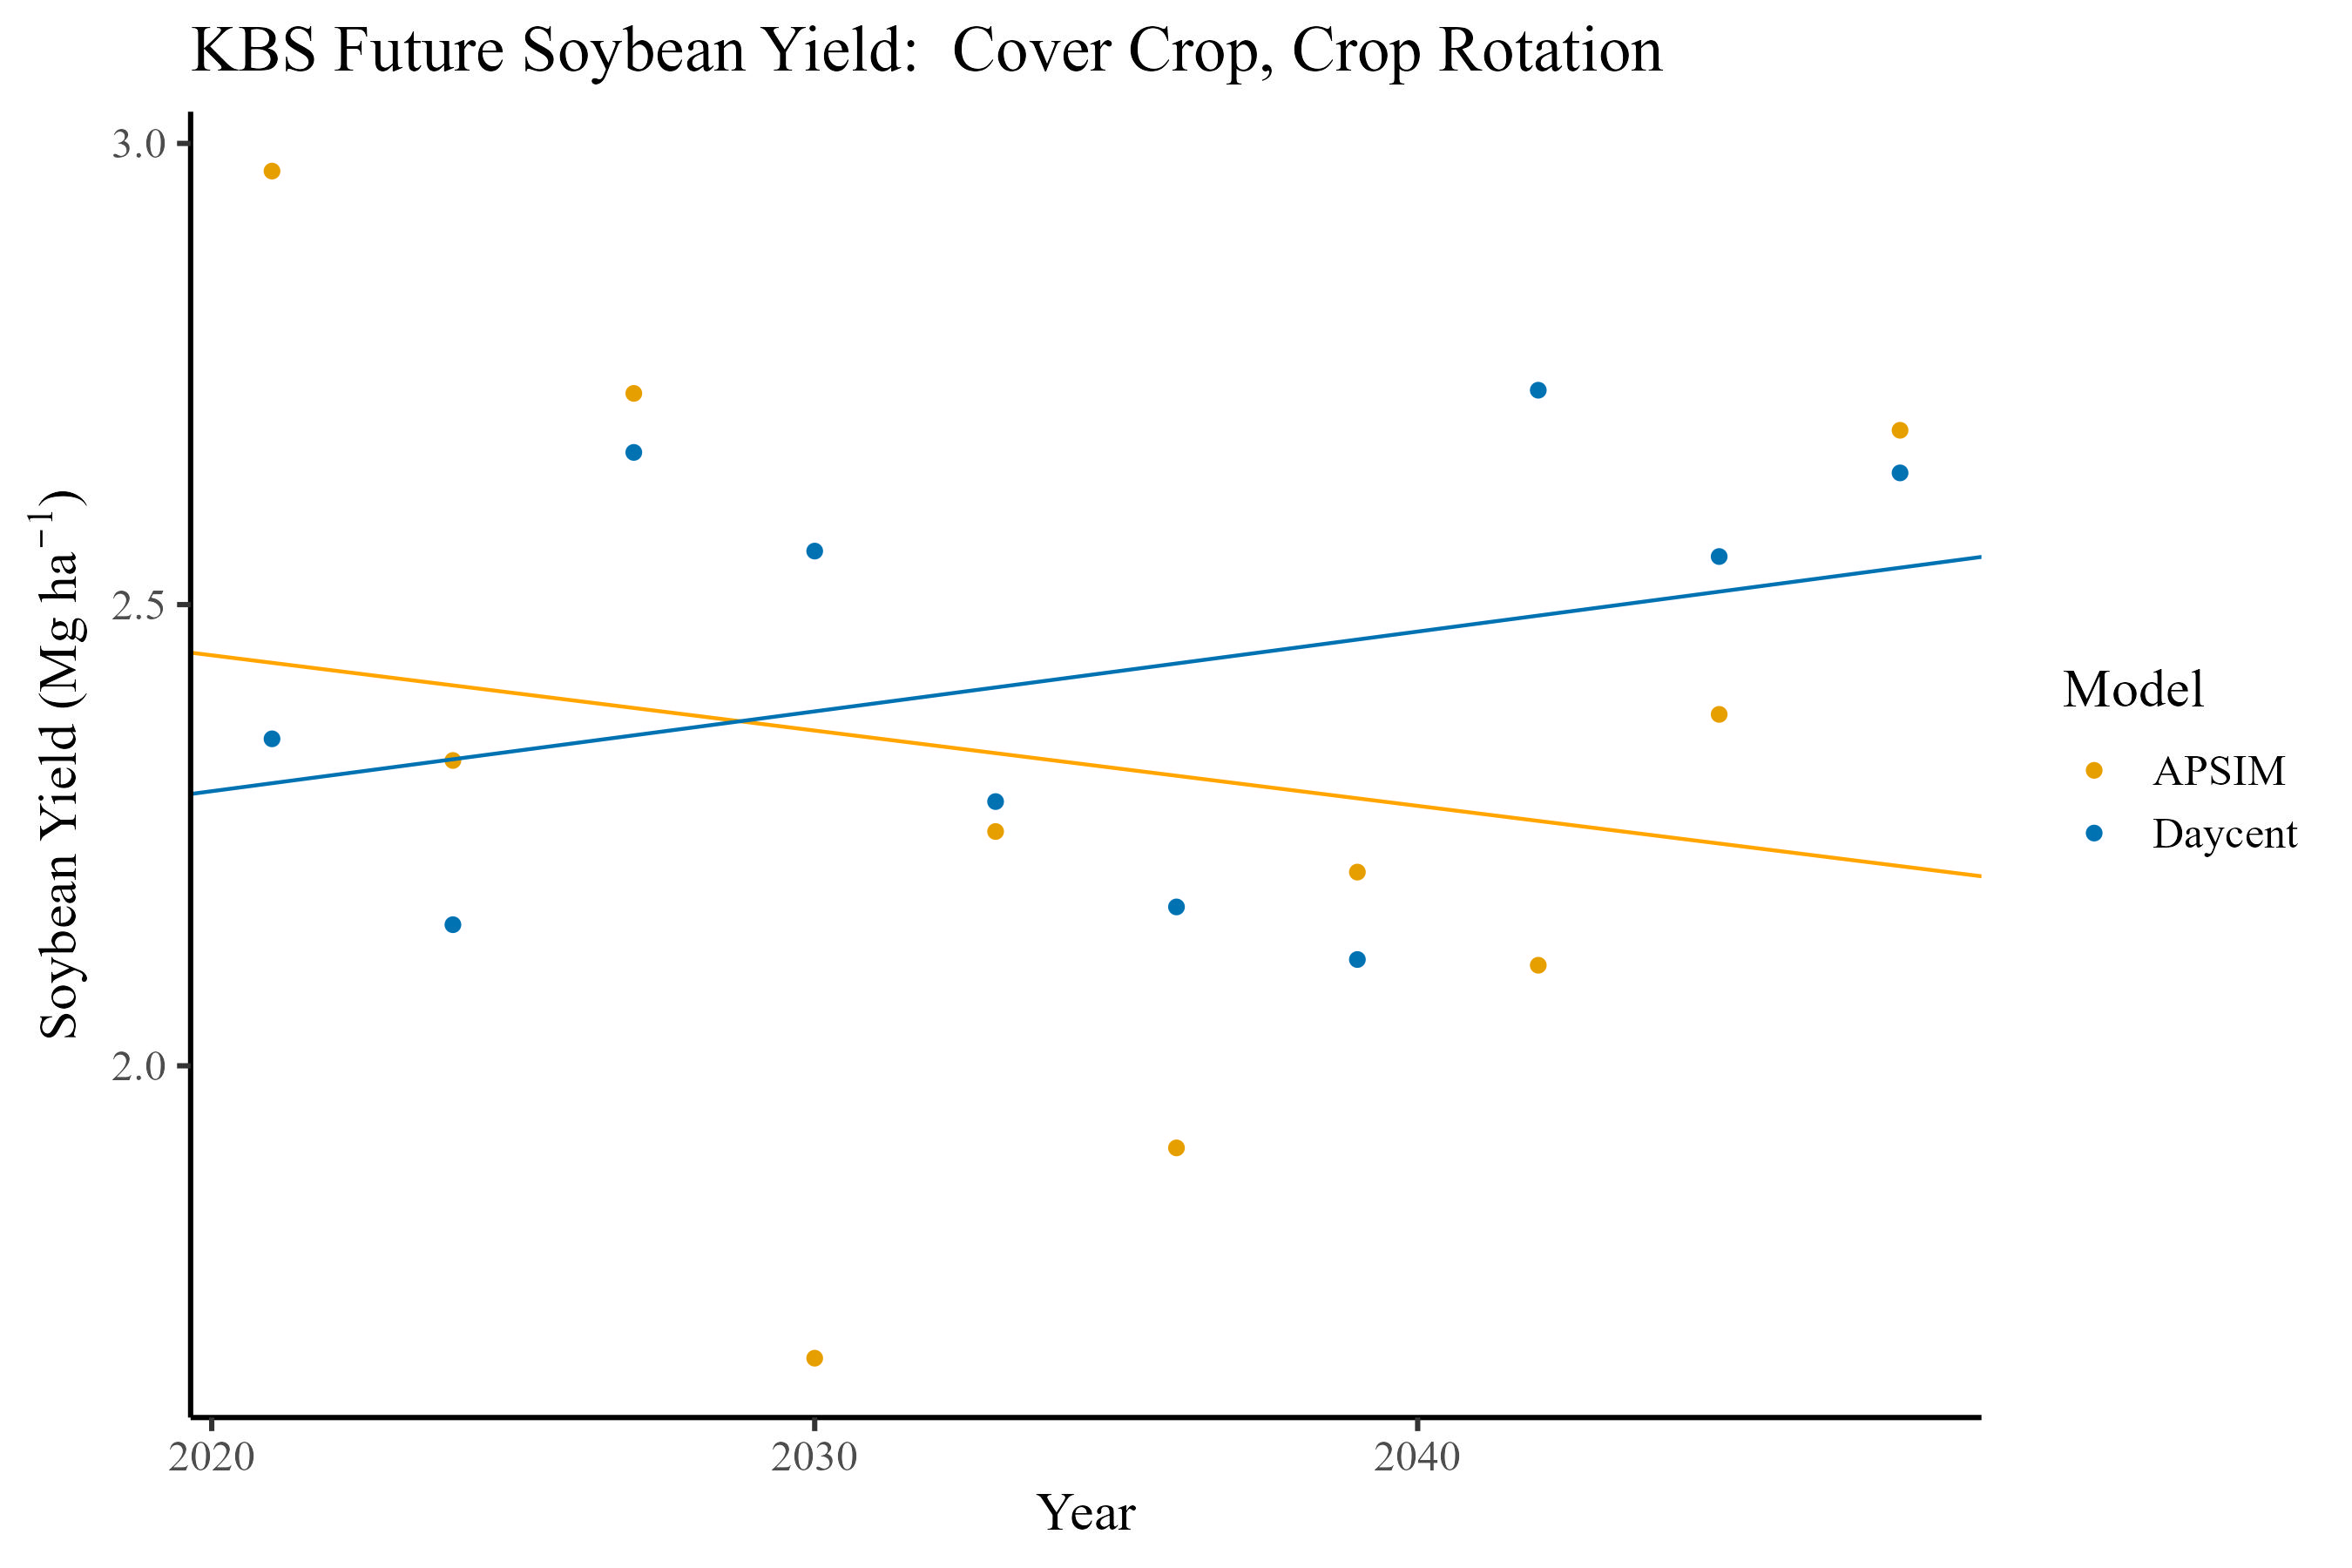 KBS Future Soybean Yield:  Cover Crop, Crop Rotation
3.0
2.5
2.0
Soybean Yield (Mg ha⁻¹)
2020 2030 2040
Year
Model
APSIM
Daycent